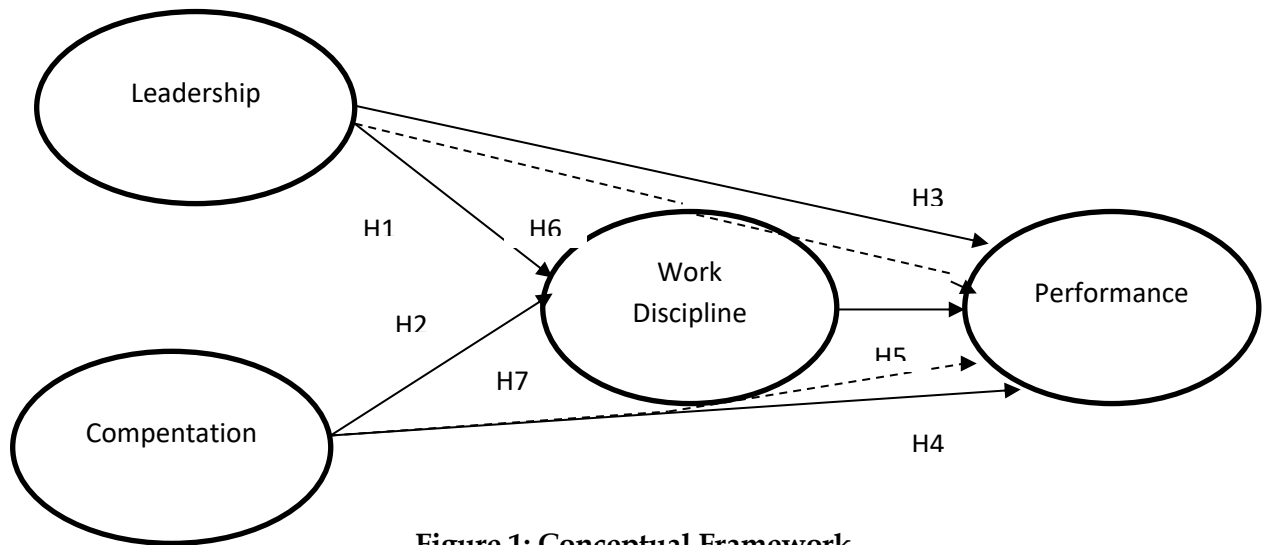 Leadership
H3
H1
H6
Work
Discipline
Performance
H2
H5
H7
Compentation
H4
Figure 1: Conceptual Framework